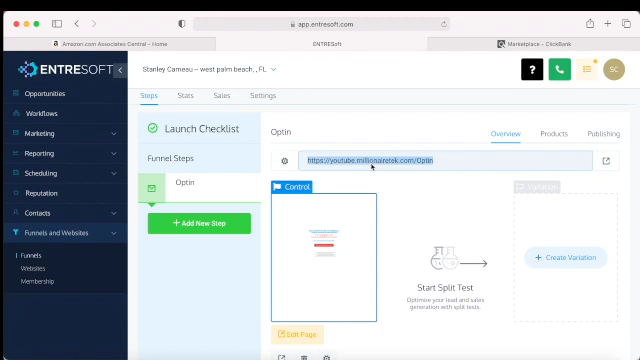 app.entresoft.com
Amazon.com Associates Central - Home
ENTRESoft
Marketplace – ClickBank
ENTRESOFT
Stanley Carneau – west palm beach, , FL
?
SC
Opportunities
Workflows
Marketing
Reporting
Scheduling
Reputation
Contacts
Funnels and Websites
Funnels
Websites
Membership
Steps
Stats
Sales
Settings
Launch Checklist
Funnel Steps
Optin
+ Add New Step
Optin
Overview
Products
Publishing
https://youtube.millionairetek.com/Optin
Control
Variation
Start Split Test
Optimize your lead and sales
generation with split tests.
+ Create Variation
Edit Page